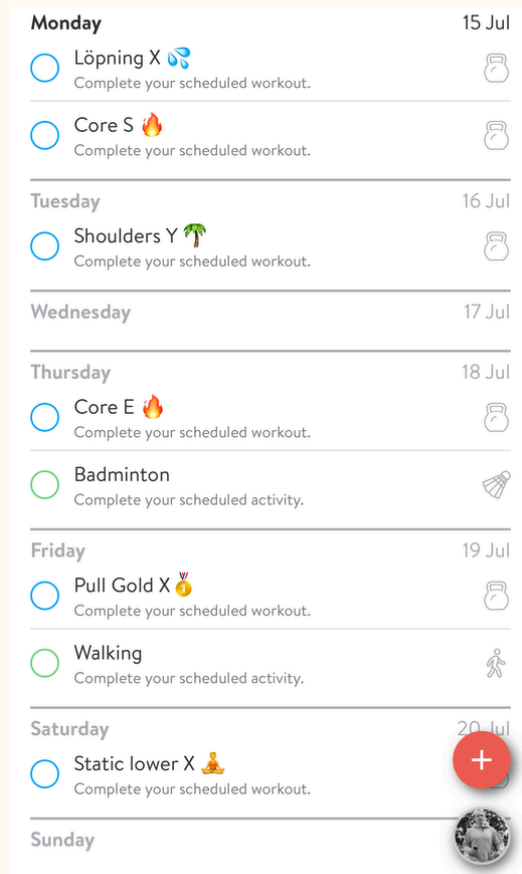 Monday 15 Jul
Löpning X 💦
Complete your scheduled workout.
Core S 🔥
Complete your scheduled workout.
Tuesday 16 Jul
Shoulders Y 🌴
Complete your scheduled workout.
Wednesday 17 Jul
Thursday 18 Jul
Core E 🔥
Complete your scheduled workout.
Badminton
Complete your scheduled activity.
Friday 19 Jul
Pull Gold X 🏅
Complete your scheduled workout.
Walking
Complete your scheduled activity.
Saturday 20 Jul
Static lower X 🧘
Complete your scheduled workout.
Sunday